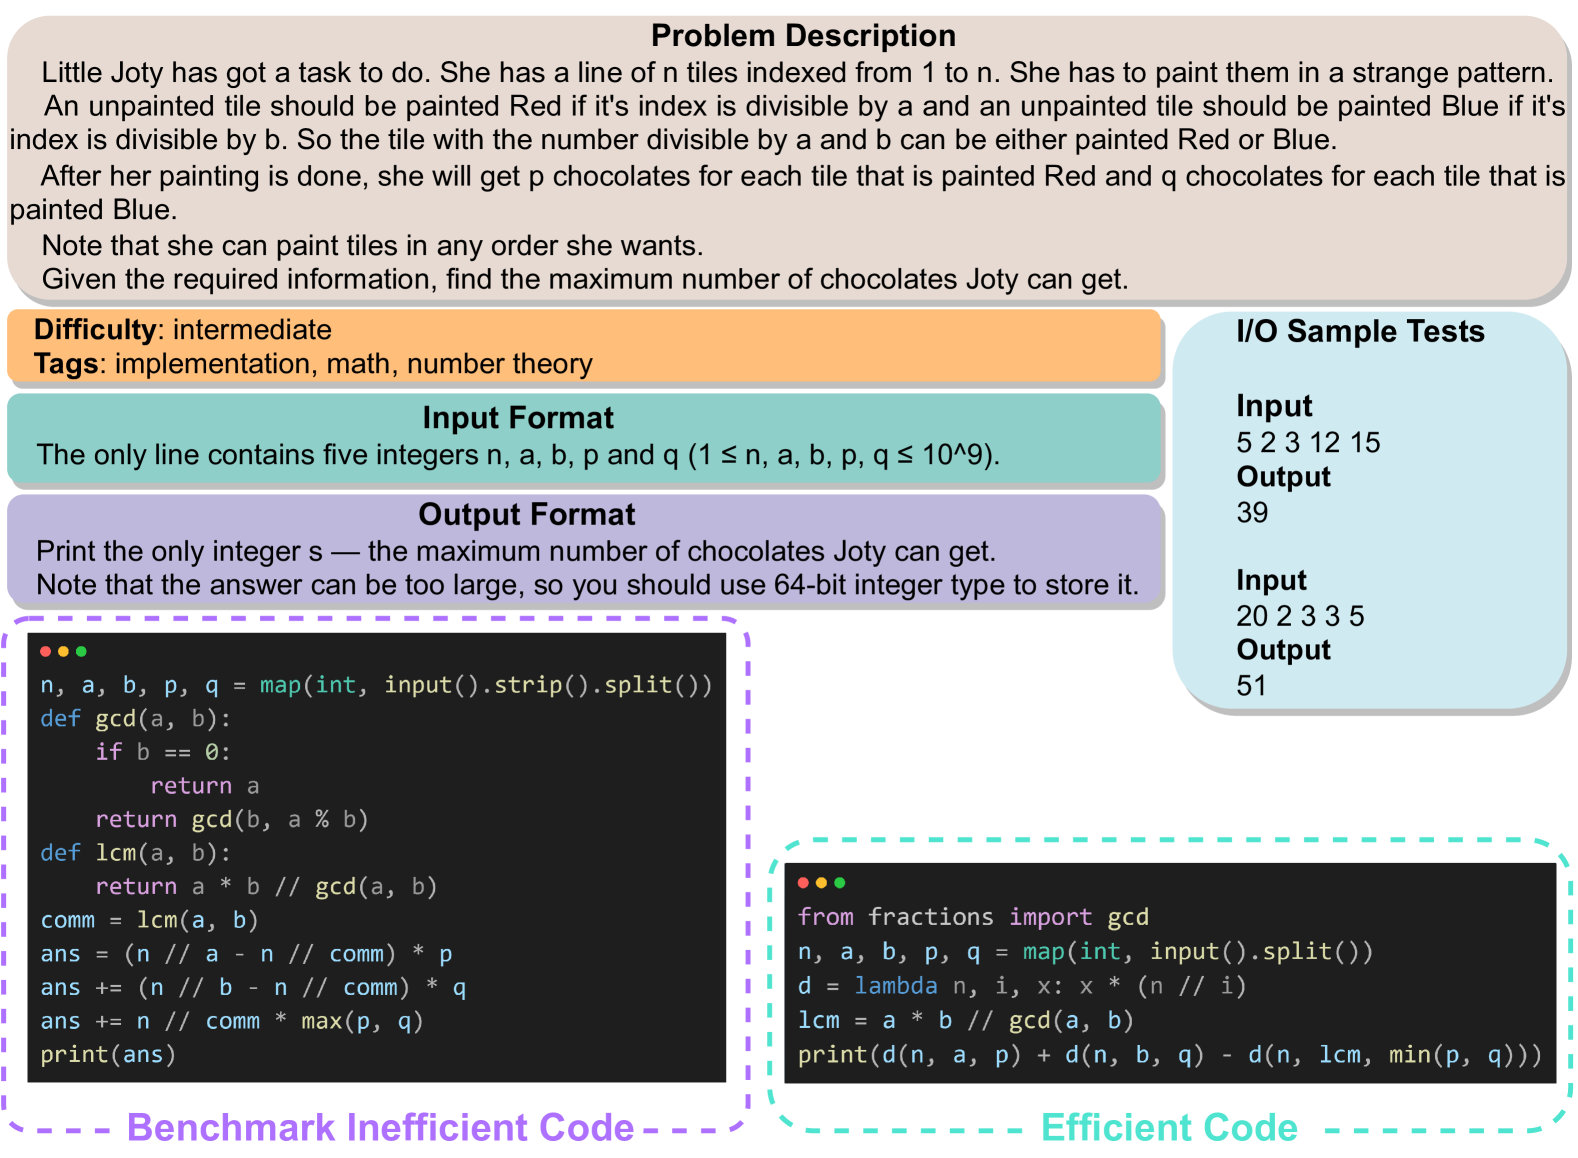 Problem Description
Little Joty has got a task to do. She has a line of n tiles indexed from 1 to n. She has to paint them in a strange pattern.
An unpainted tile should be painted Red if it's index is divisible by a and an unpainted tile should be painted Blue if it's
index is divisible by b. So the tile with the number divisible by a and b can be either painted Red or Blue.
After her painting is done, she will get p chocolates for each tile that is painted Red and q chocolates for each tile that is
painted Blue.
Note that she can paint tiles in any order she wants.
Given the required information, find the maximum number of chocolates Joty can get.
Difficulty: intermediate
Tags: implementation, math, number theory
Input Format
The only line contains five integers n, a, b, p and q (1 ≤ n, a, b, p, q ≤ 10^9).
Output Format
Print the only integer s — the maximum number of chocolates Joty can get.
Note that the answer can be too large, so you should use 64-bit integer type to store it.
I/O Sample Tests
Input
5 2 3 12 15
Output
39
Input
20 2 3 3 5
Output
51
n, a, b, p, q = map(int, input().strip().split())
def gcd(a, b):
    if b == 0:
        return a
    return gcd(b, a % b)
def lcm(a, b):
    return a * b // gcd(a, b)
comm = lcm(a, b)
ans = (n // a - n // comm) * p
ans += (n // b - n // comm) * q
ans += n // comm * max(p, q)
print(ans)
Benchmark Inefficient Code
from fractions import gcd
n, a, b, p, q = map(int, input().split())
d = lambda n, i, x: x * (n // i)
lcm = a * b // gcd(a, b)
print(d(n, a, p) + d(n, b, q) - d(n, lcm, min(p, q)))
Efficient Code